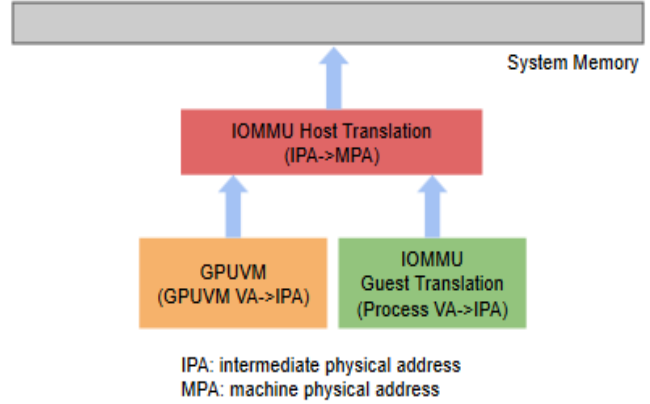 System Memory
IOMMU Host Translation
(IPA->MPA)
GPUVM
(GPUVM VA->IPA)
IOMMU
Guest Translation
(Process VA->IPA)
IPA: intermediate physical address
MPA: machine physical address